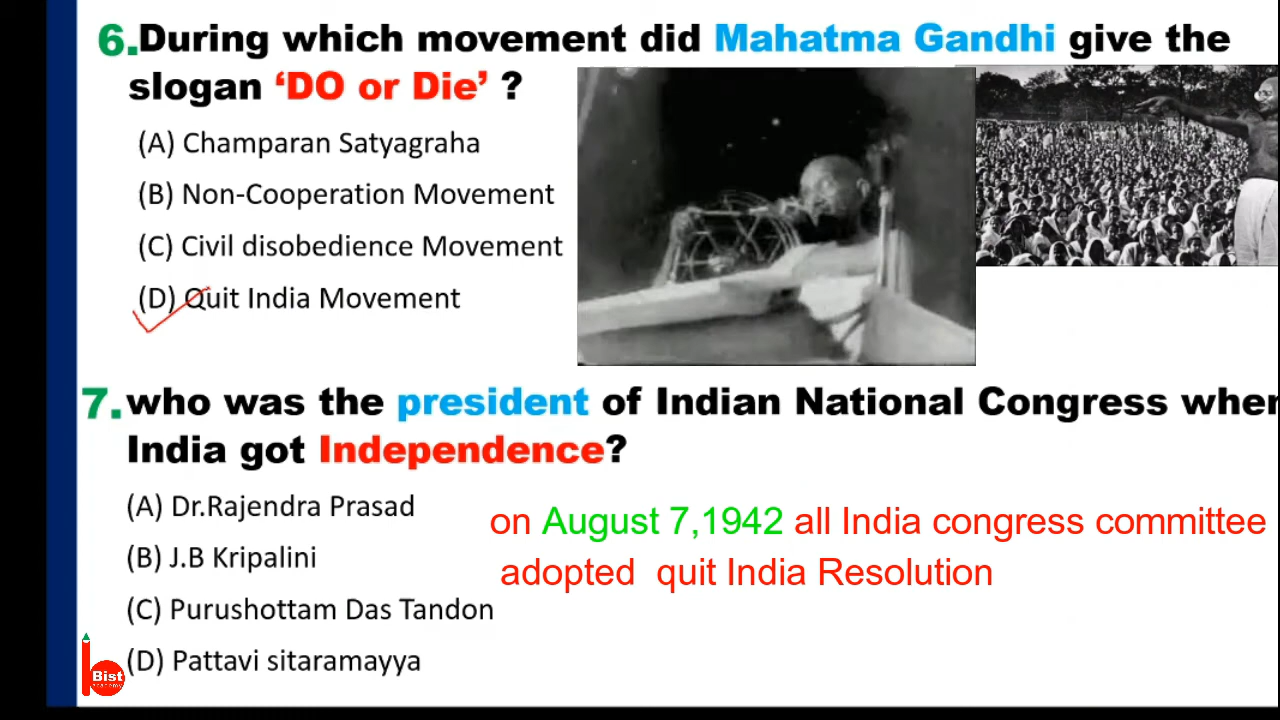 6.During which movement did Mahatma Gandhi give the
slogan ‘DO or Die’ ?
(A) Champaran Satyagraha
(B) Non-Cooperation Movement
(C) Civil disobedience Movement
(D) Quit India Movement
7.who was the president of Indian National Congress when
India got Independence?
(A) Dr.Rajendra Prasad
(B) J.B Kripalini
(C) Purushottam Das Tandon
(D) Pattavi sitaramayya
on August 7,1942 all India congress committee
adopted quit India Resolution
Bist
academy